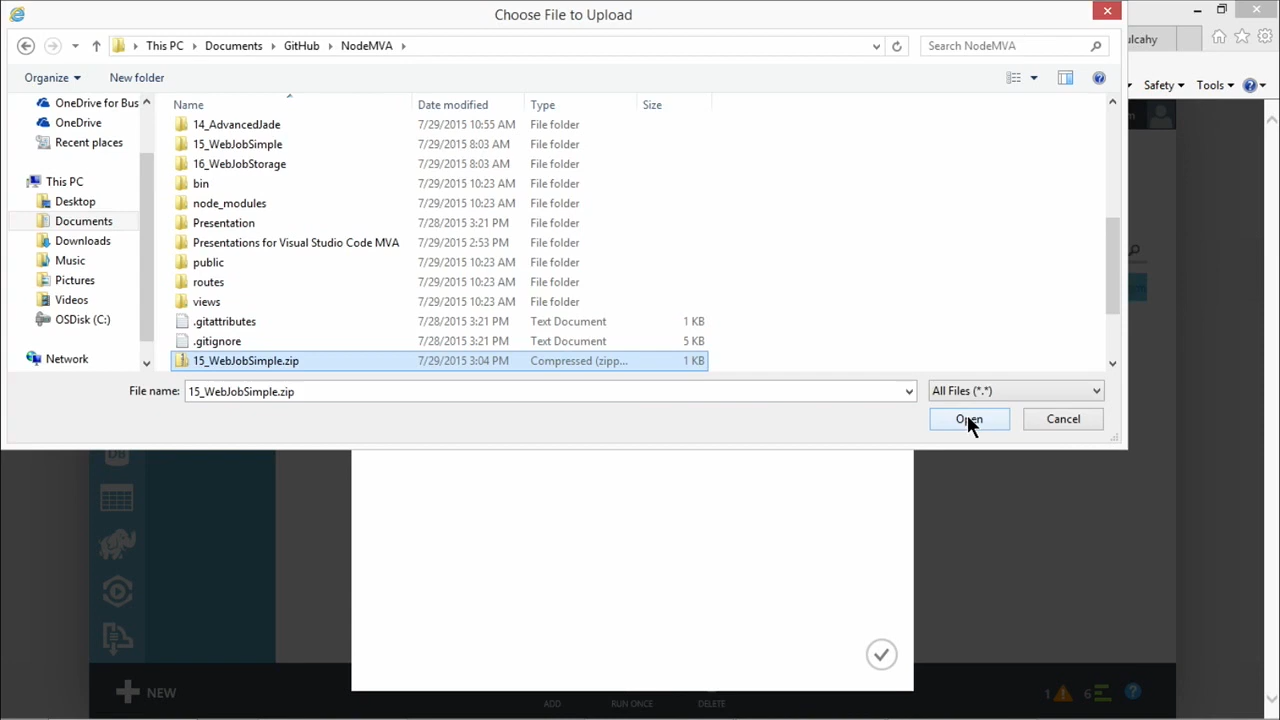 Choose File to Upload
This PC Documents GitHub NodeMVA
Search NodeMVA
ulcahy
Organize New folder
Safety Tools
OneDrive for Bus
OneDrive
Recent places
This PC
Desktop
Documents
Downloads
Music
Pictures
Videos
OSDisk (C:)
Network
Name Date modified Type Size
14_AdvancedJade 7/29/2015 10:55 AM File folder
15_WebJobSimple 7/29/2015 8:03 AM File folder
16_WebJobStorage 7/29/2015 8:03 AM File folder
bin 7/29/2015 10:23 AM File folder
node_modules 7/29/2015 10:23 AM File folder
Presentation 7/28/2015 3:21 PM File folder
Presentations for Visual Studio Code MVA 7/29/2015 2:53 PM File folder
public 7/29/2015 10:23 AM File folder
routes 7/29/2015 10:23 AM File folder
views 7/29/2015 10:23 AM File folder
.gitattributes 7/28/2015 3:21 PM Text Document 1 KB
.gitignore 7/28/2015 3:21 PM Text Document 5 KB
15_WebJobSimple.zip 7/29/2015 3:04 PM Compressed (zipp... 1 KB
File name: 15_WebJobSimple.zip All Files (*.*)
Open Cancel
NEW
ADD RUN ONCE DELETE
1 6